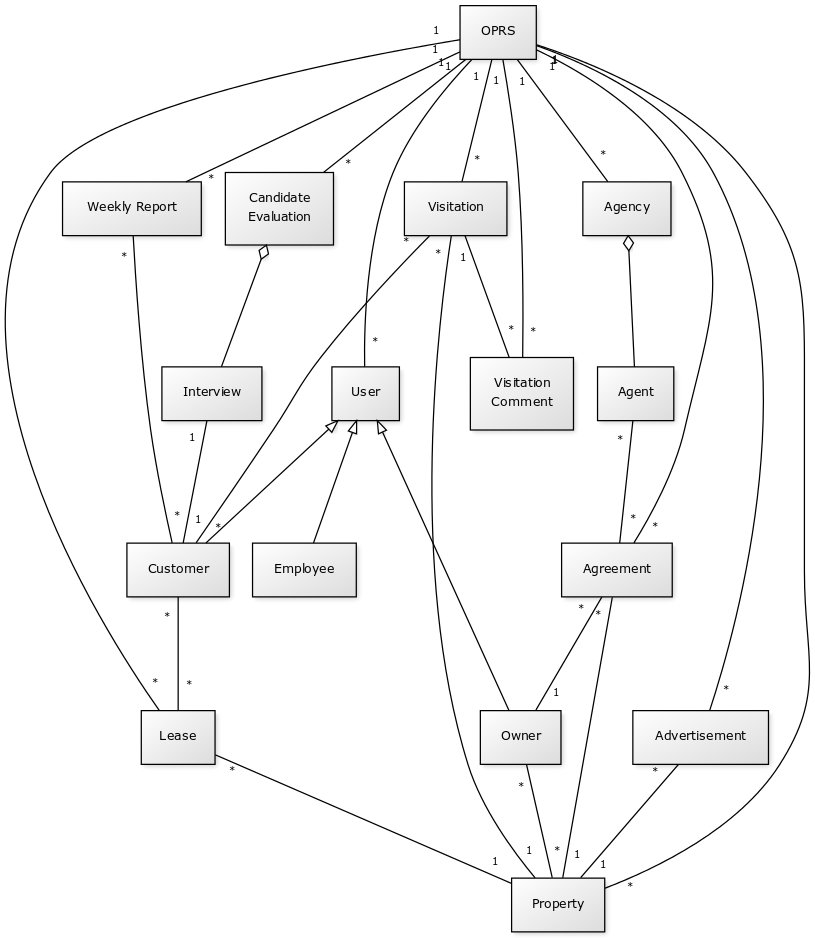 OPRS
1
1
1
1
1
1
1
1
1
*
*
*
*
Weekly Report
Candidate
Evaluation
Visitation
Agency
*
*
*
1
*
*
*
Interview
User
Visitation
Comment
Agent
1
*
*
1
*
*
*
Customer
Employee
Agreement
*
*
*
*
*
1
*
Lease
Owner
Advertisement
*
*
*
1
1
*
1
1
*
Property